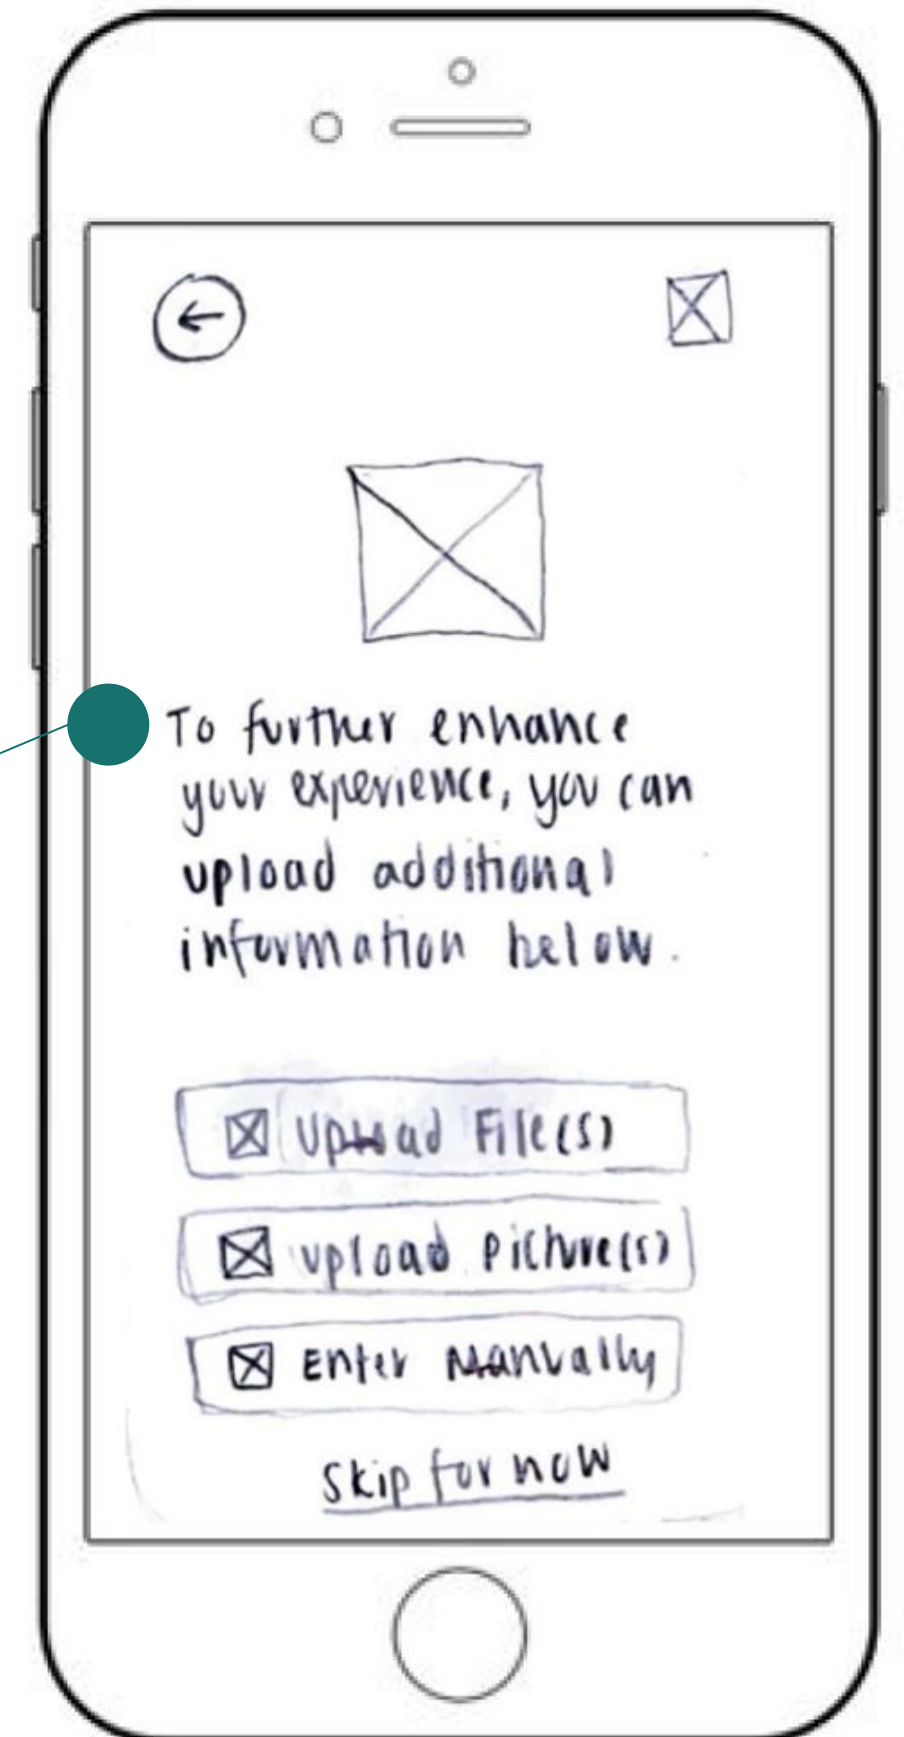 To further enhance
your experience, you can
upload additional
information below.
Upload File(s)
Upload Picture(s)
Enter Manually
Skip for now